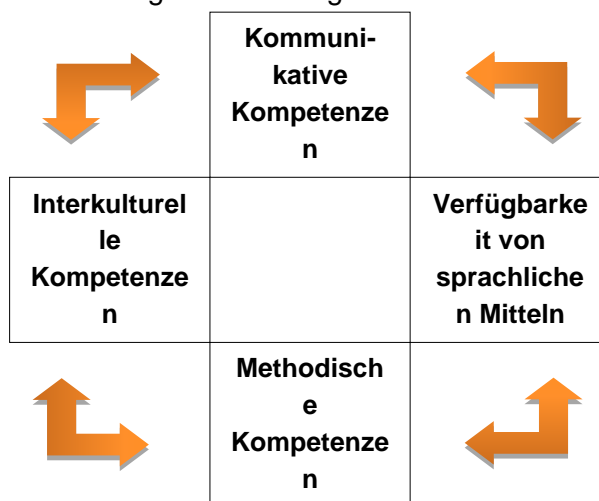 Kommuni-
kative
Kompetenze
n
Interkulturel
le
Kompetenze
n
Verfügbarke
it von
sprachliche
n Mitteln
Methodisch
e
Kompetenze
n